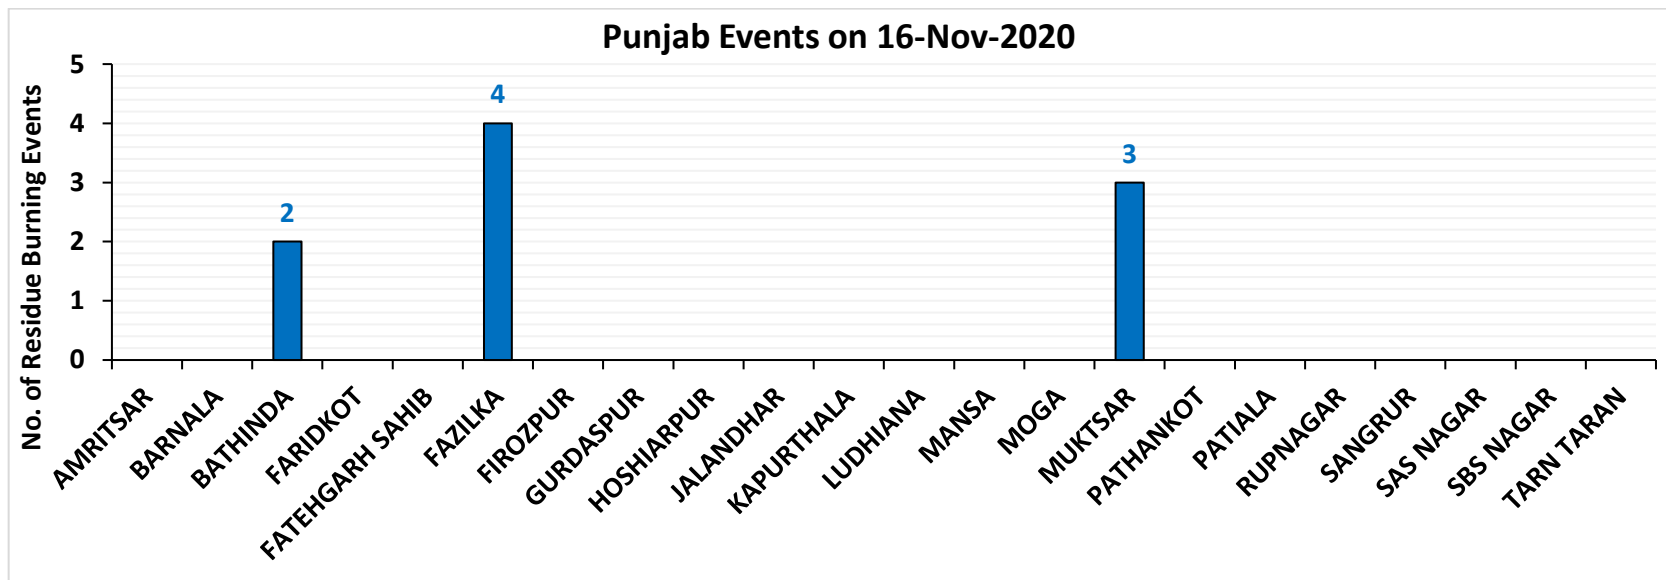 Punjab Events on 16-Nov-2020
No. of Residue Burning Events
5
4
3
2
1
0
2
4
3
AMRITSAR
BARNALA
BATHINDA
FARIDKOT
FATEHGARH SAHIB
FAZILKA
FIROZPUR
GURDASPUR
HOSHIARPUR
JALANDHAR
KAPURTHALA
LUDHIANA
MANSA
MOGA
MUKTSAR
PATHANKOT
PATIALA
RUPNAGAR
SANGRUR
SAS NAGAR
SBS NAGAR
TARN TARAN